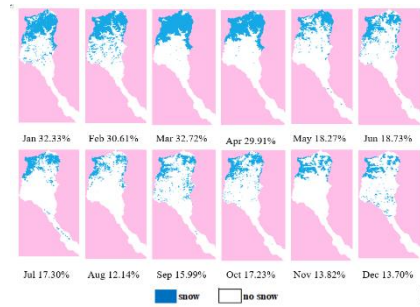 Jan 32.33% Feb 30.61% Mar 32.72% Apr 29.91% May 18.27% Jun 18.73%
Jul 17.30% Aug 12.14% Sep 15.99% Oct 17.23% Nov 13.82% Dec 13.70%
snow no snow